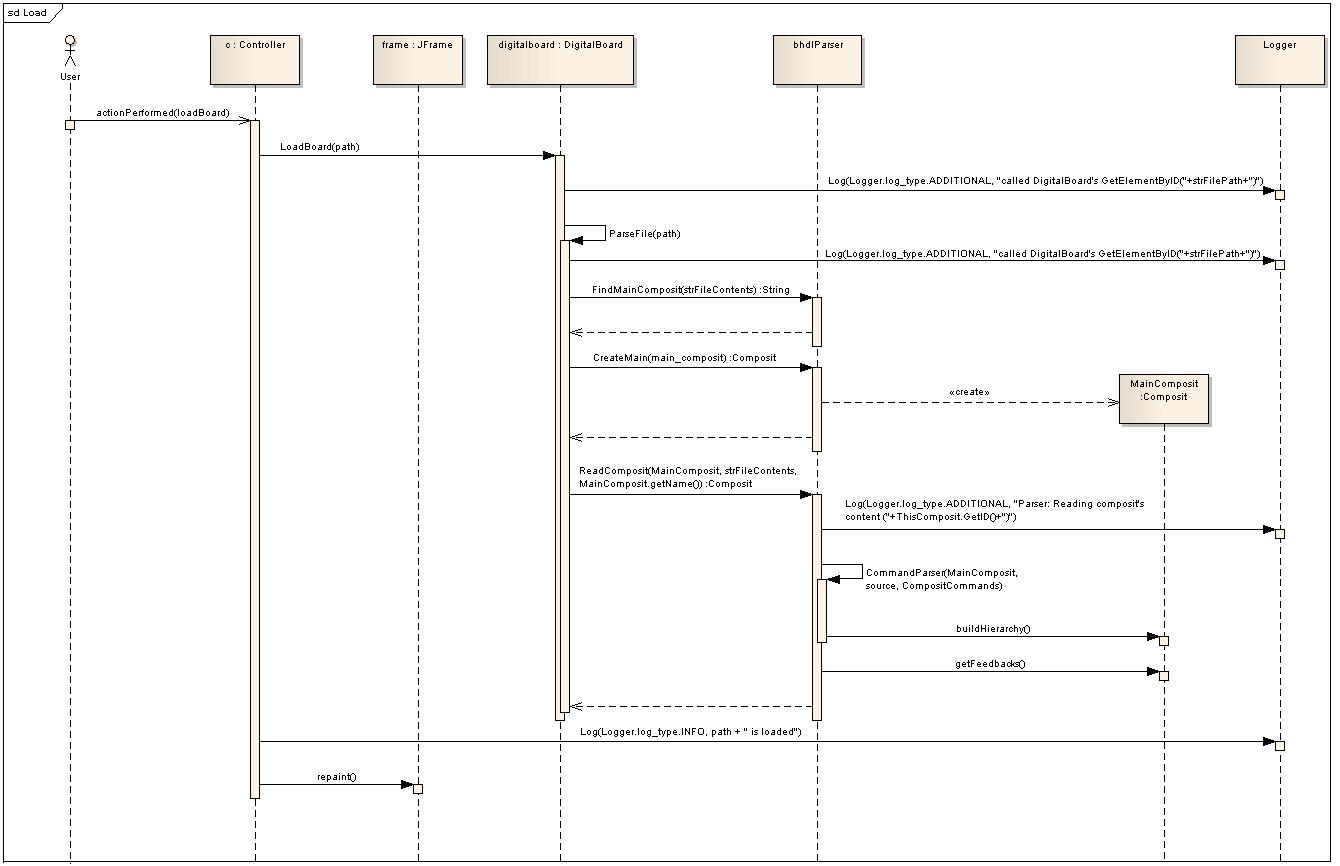 sd Load
User
c : Controller
frame : JFrame
digitalboard : DigitalBoard
bhdlParser
Logger
actionPerformed(loadBoard)
LoadBoard(path)
Log(Logger.log_type.ADDITIONAL, "called DigitalBoard's GetElementByID("+strFilePath+")")
ParseFile(path)
Log(Logger.log_type.ADDITIONAL, "called DigitalBoard's GetElementByID("+strFilePath+")")
FindMainComposit(strFileContents) :String
CreateMain(main_composit) :Composit
«create»
MainComposit
:Composit
ReadComposit(MainComposit, strFileContents,
MainComposit.getName()) :Composit
Log(Logger.log_type.ADDITIONAL, "Parser: Reading composit's
content ("+ThisComposit.GetID()+")")
CommandParser(MainComposit,
source, CompositCommands)
buildHierarchy()
getFeedbacks()
Log(Logger.log_type.INFO, path + " is loaded")
repaint()